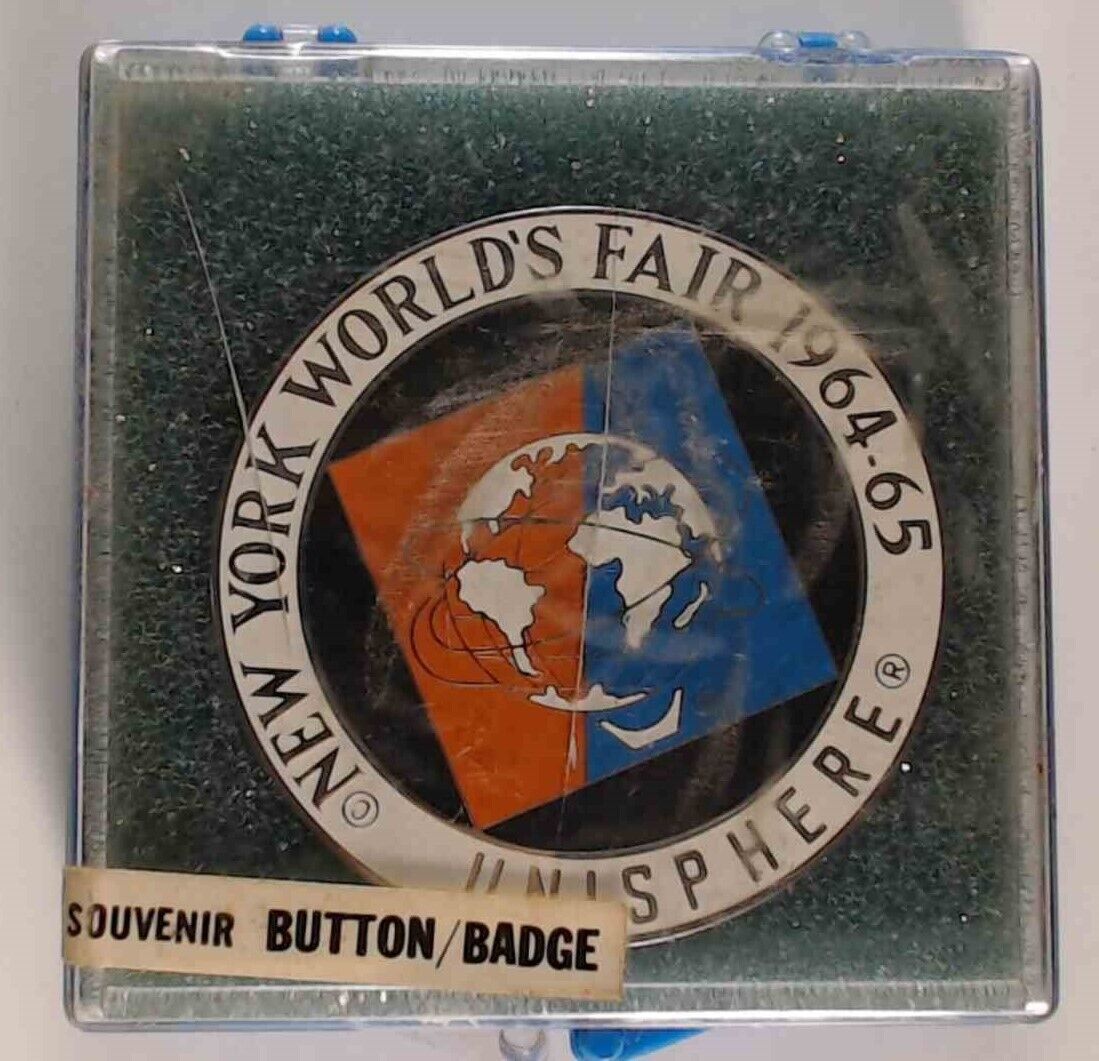 © NEW YORK WORLD'S FAIR 1964-65
UNISPHERE ®
SOUVENIR BUTTON/BADGE